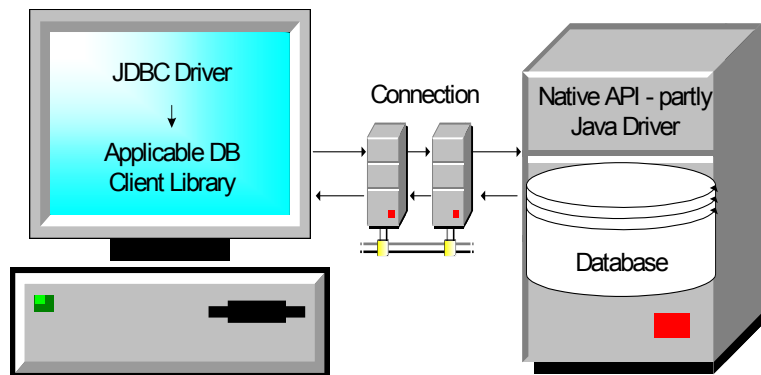 JDBC Driver
Applicable DB
Client Library
Connection
Native API - partly
Java Driver
Database